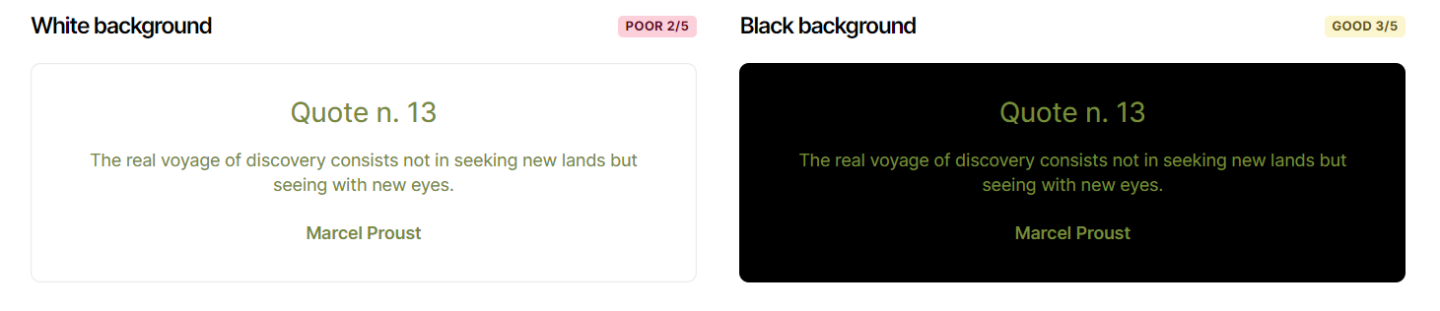 White background
POOR 2/5
Quote n. 13
The real voyage of discovery consists not in seeking new lands but
seeing with new eyes.
Marcel Proust
Black background
GOOD 3/5
Quote n. 13
The real voyage of discovery consists not in seeking new lands but
seeing with new eyes.
Marcel Proust